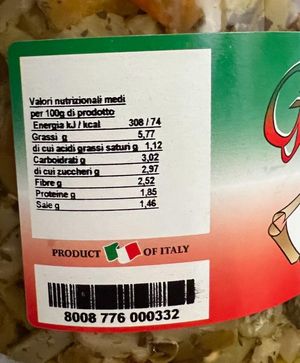 Valori nutrizionali medi
per 100g di prodotto
Energia kJ / kcal 308 / 74
Grassi g 5,77
di cui acidi grassi saturi g 1,12
Carboidrati g 3,02
di cui zuccheri g 2,97
Fibre g 2,52
Proteine g 1,85
Sale g 1,46
PRODUCT OF ITALY
8008 776 000332